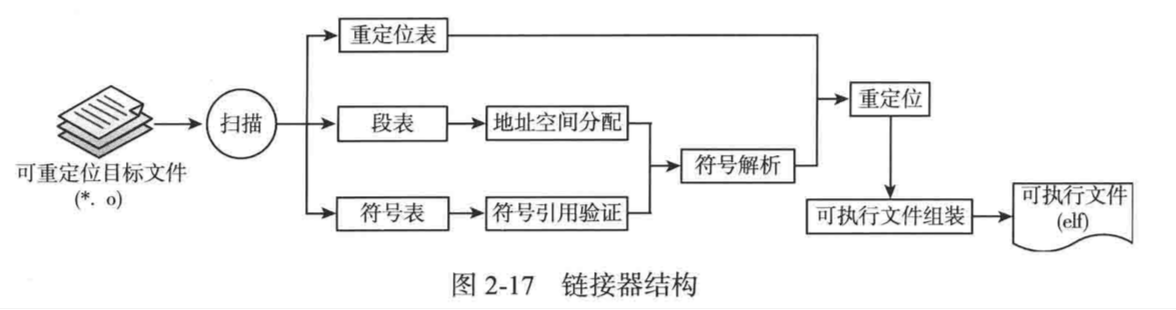 重定位表
可重定位目标文件
(*. o)
扫描
段表
地址空间分配
符号表
符号引用验证
符号解析
重定位
可执行文件组装
可执行文件
(elf)
图 2-17 链接器结构